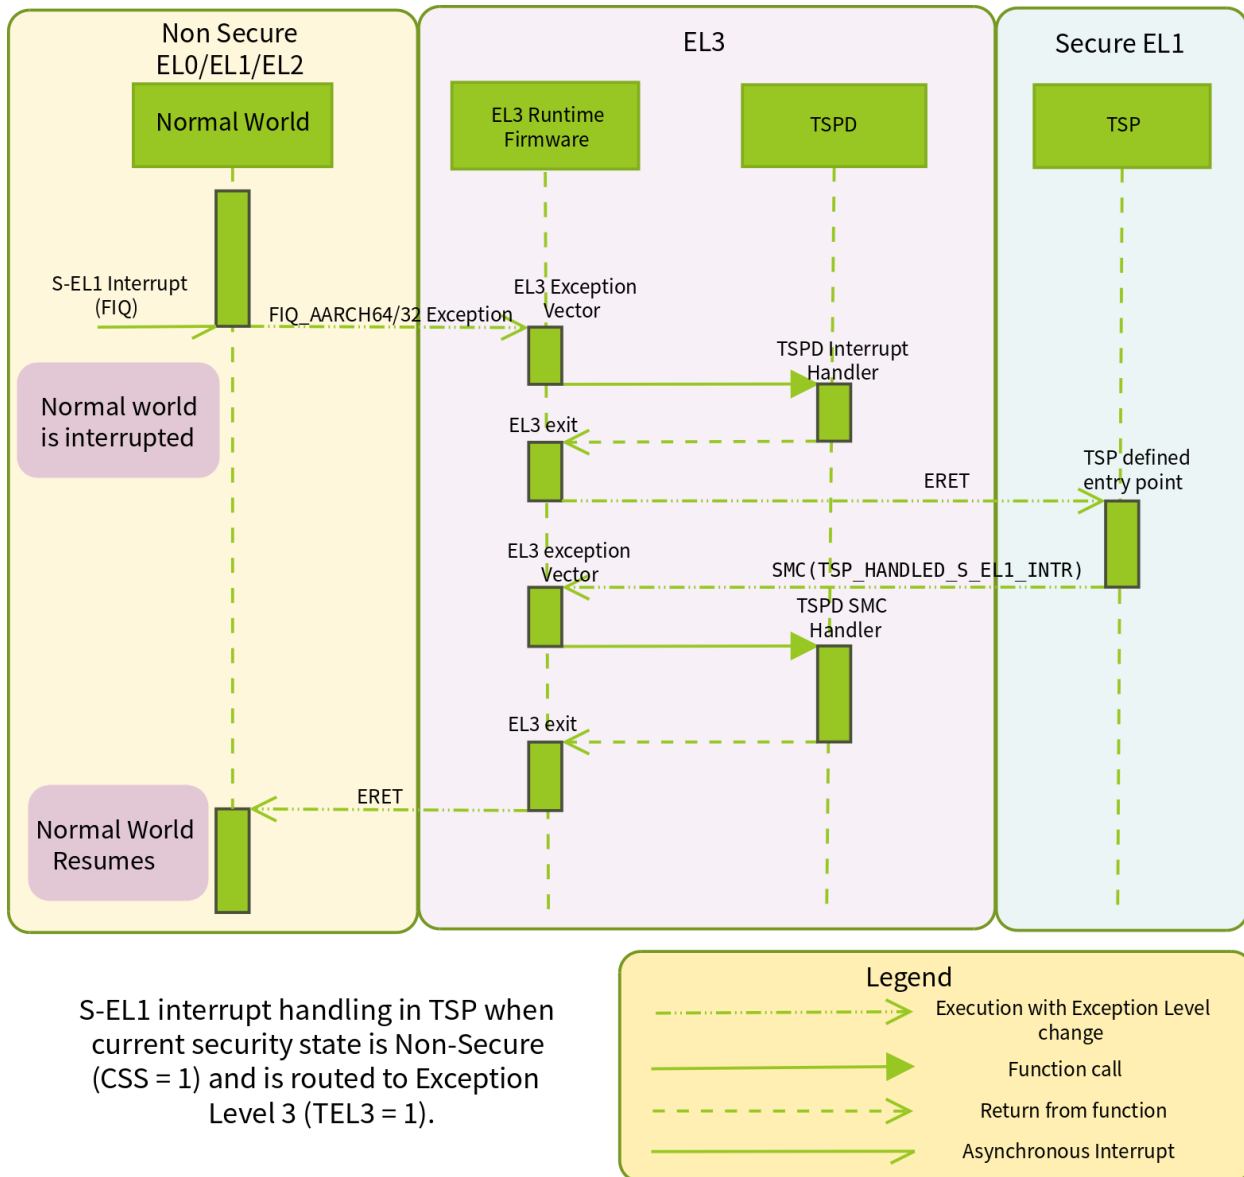 Non Secure
EL0/EL1/EL2
EL3
Secure EL1
Normal World
EL3 Runtime
Firmware
TSPD
TSP
S-EL1 Interrupt
(FIQ)
FIQ_AARCH64/32 Exception
EL3 Exception
Vector
TSPD Interrupt
Handler
Normal world
is interrupted
EL3 exit
TSP defined
entry point
ERET
EL3 exception
Vector
SMC(TSP_HANDLED_S_EL1_INTR)
TSPD SMC
Handler
EL3 exit
ERET
Normal World
Resumes
S-EL1 interrupt handling in TSP when
current security state is Non-Secure
(CSS = 1) and is routed to Exception
Level 3 (TEL3 = 1).
Legend
Execution with Exception Level
change
Function call
Return from function
Asynchronous Interrupt